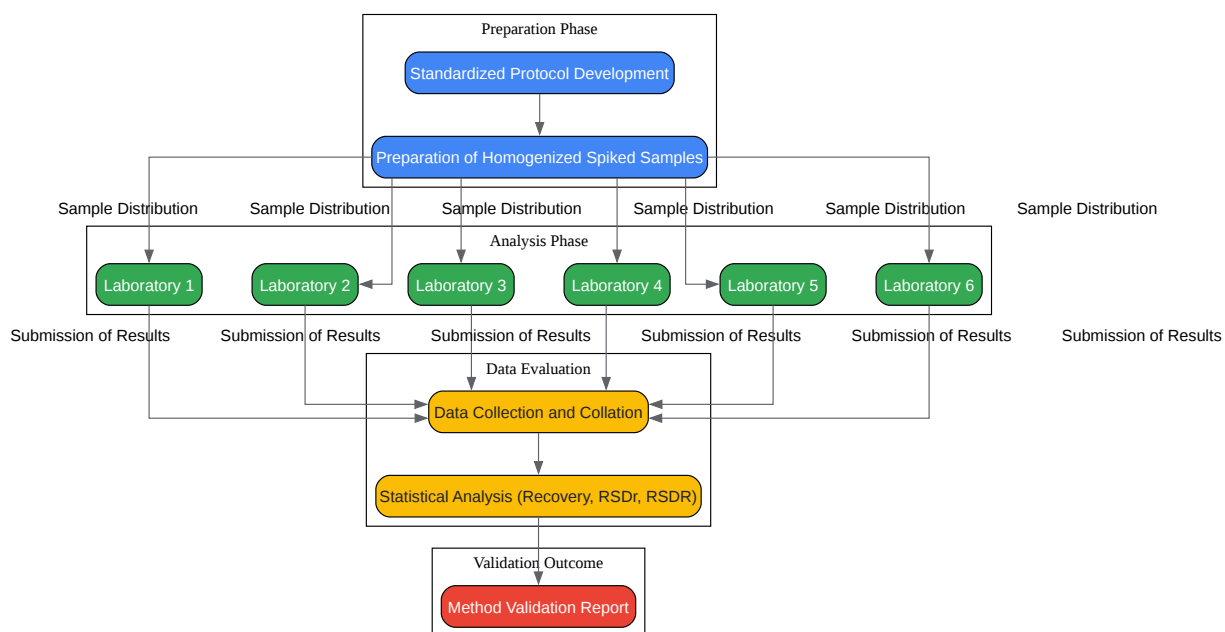 Preparation Phase
Standardized Protocol Development
Preparation of Homogenized Spiked Samples
Sample Distribution
Sample Distribution
Sample Distribution
Sample Distribution
Sample Distribution
Sample Distribution
Analysis Phase
Laboratory 1
Laboratory 2
Laboratory 3
Laboratory 4
Laboratory 5
Laboratory 6
Submission of Results
Submission of Results
Submission of Results
Submission of Results
Submission of Results
Submission of Results
Data Evaluation
Data Collection and Collation
Statistical Analysis (Recovery, RSDr, RSDR)
Validation Outcome
Method Validation Report